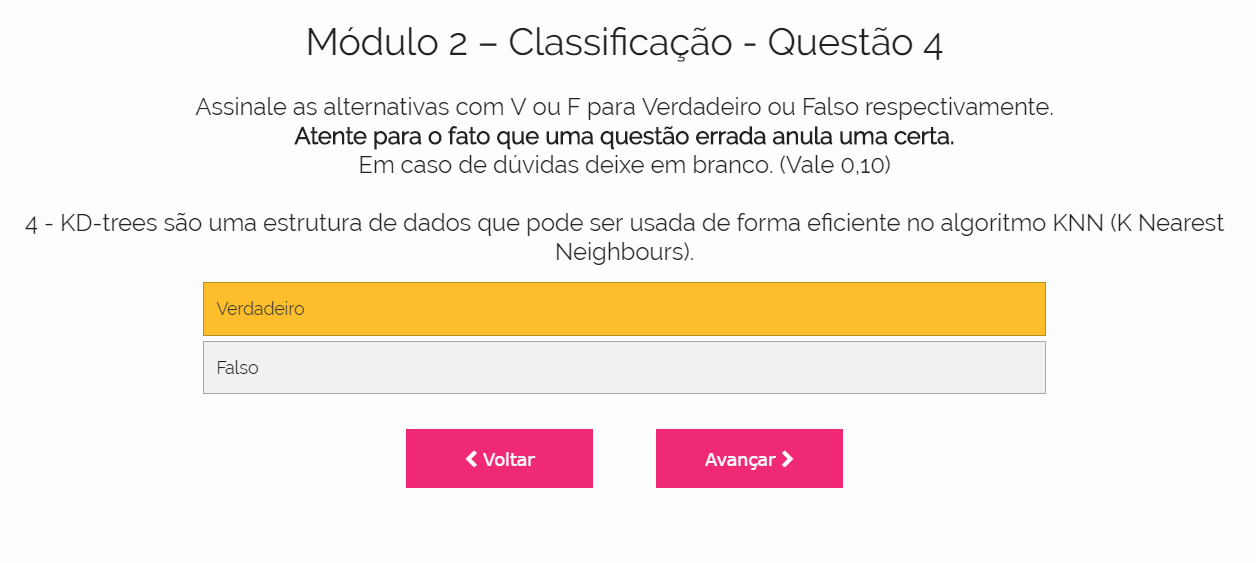 Módulo 2 – Classificação - Questão 4
Assinale as alternativas com V ou F para Verdadeiro ou Falso respectivamente.
Atente para o fato que uma questão errada anula uma certa.
Em caso de dúvidas deixe em branco. (Vale 0,10)
4 - KD-trees são uma estrutura de dados que pode ser usada de forma eficiente no algoritmo KNN (K Nearest
Neighbours).
Verdadeiro
Falso
Voltar
Avançar